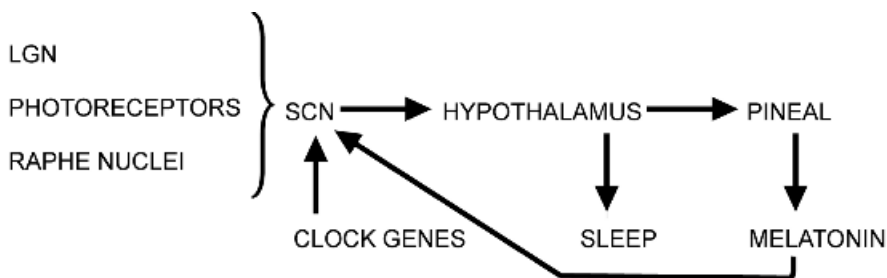 LGN
PHOTORECEPTORS
RAPHE NUCLEI
SCN
HYPOTHALAMUS
PINEAL
CLOCK GENES
SLEEP
MELATONIN